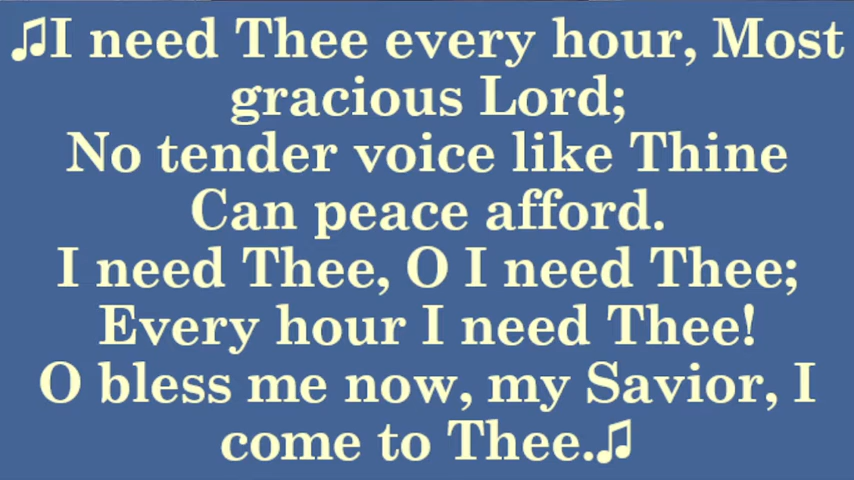 ♫I need Thee every hour, Most
gracious Lord;
No tender voice like Thine
Can peace afford.
I need Thee, O I need Thee;
Every hour I need Thee!
O bless me now, my Savior, I
come to Thee.♫